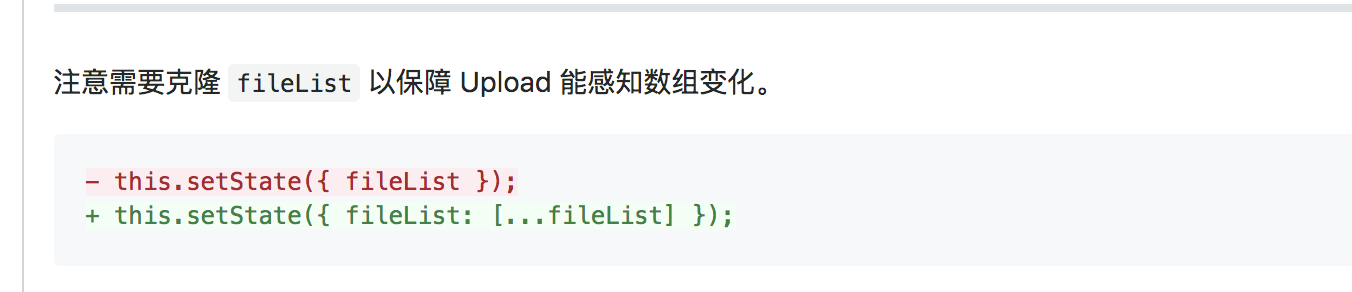 注意需要克隆 fileList 以保障 Upload 能感知数组变化。
- this.setState({ fileList });
+ this.setState({ fileList: [...fileList] });